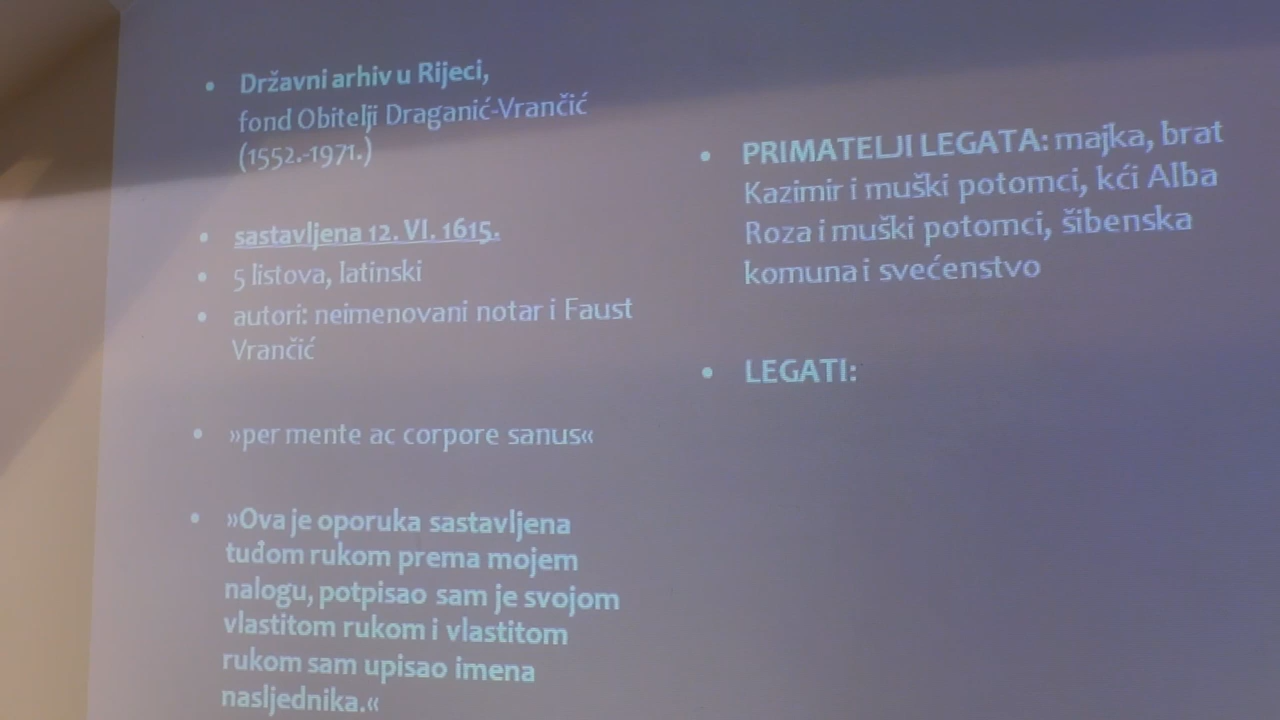 • Državni arhiv u Rijeci,
fond Obitelji Draganić-Vrančić
(1552.-1971.)
• sastavljena 12. VI. 1615.
• 5 listova, latinski
• autori: neimenovani notar i Faust
Vrančić
• »per mente ac corpore sanus«
• »Ova je oporuka sastavljena
tuđom rukom prema mojem
nalogu, potpisao sam je svojom
vlastitom rukom i vlastitom
rukom sam upisao imena
nasljednika.«
• PRIMATELJI LEGATA: majka, brat
Kazimir i muški potomci, kći Alba
Roza i muški potomci, šibenska
komuna i svećenstvo
• LEGATI: